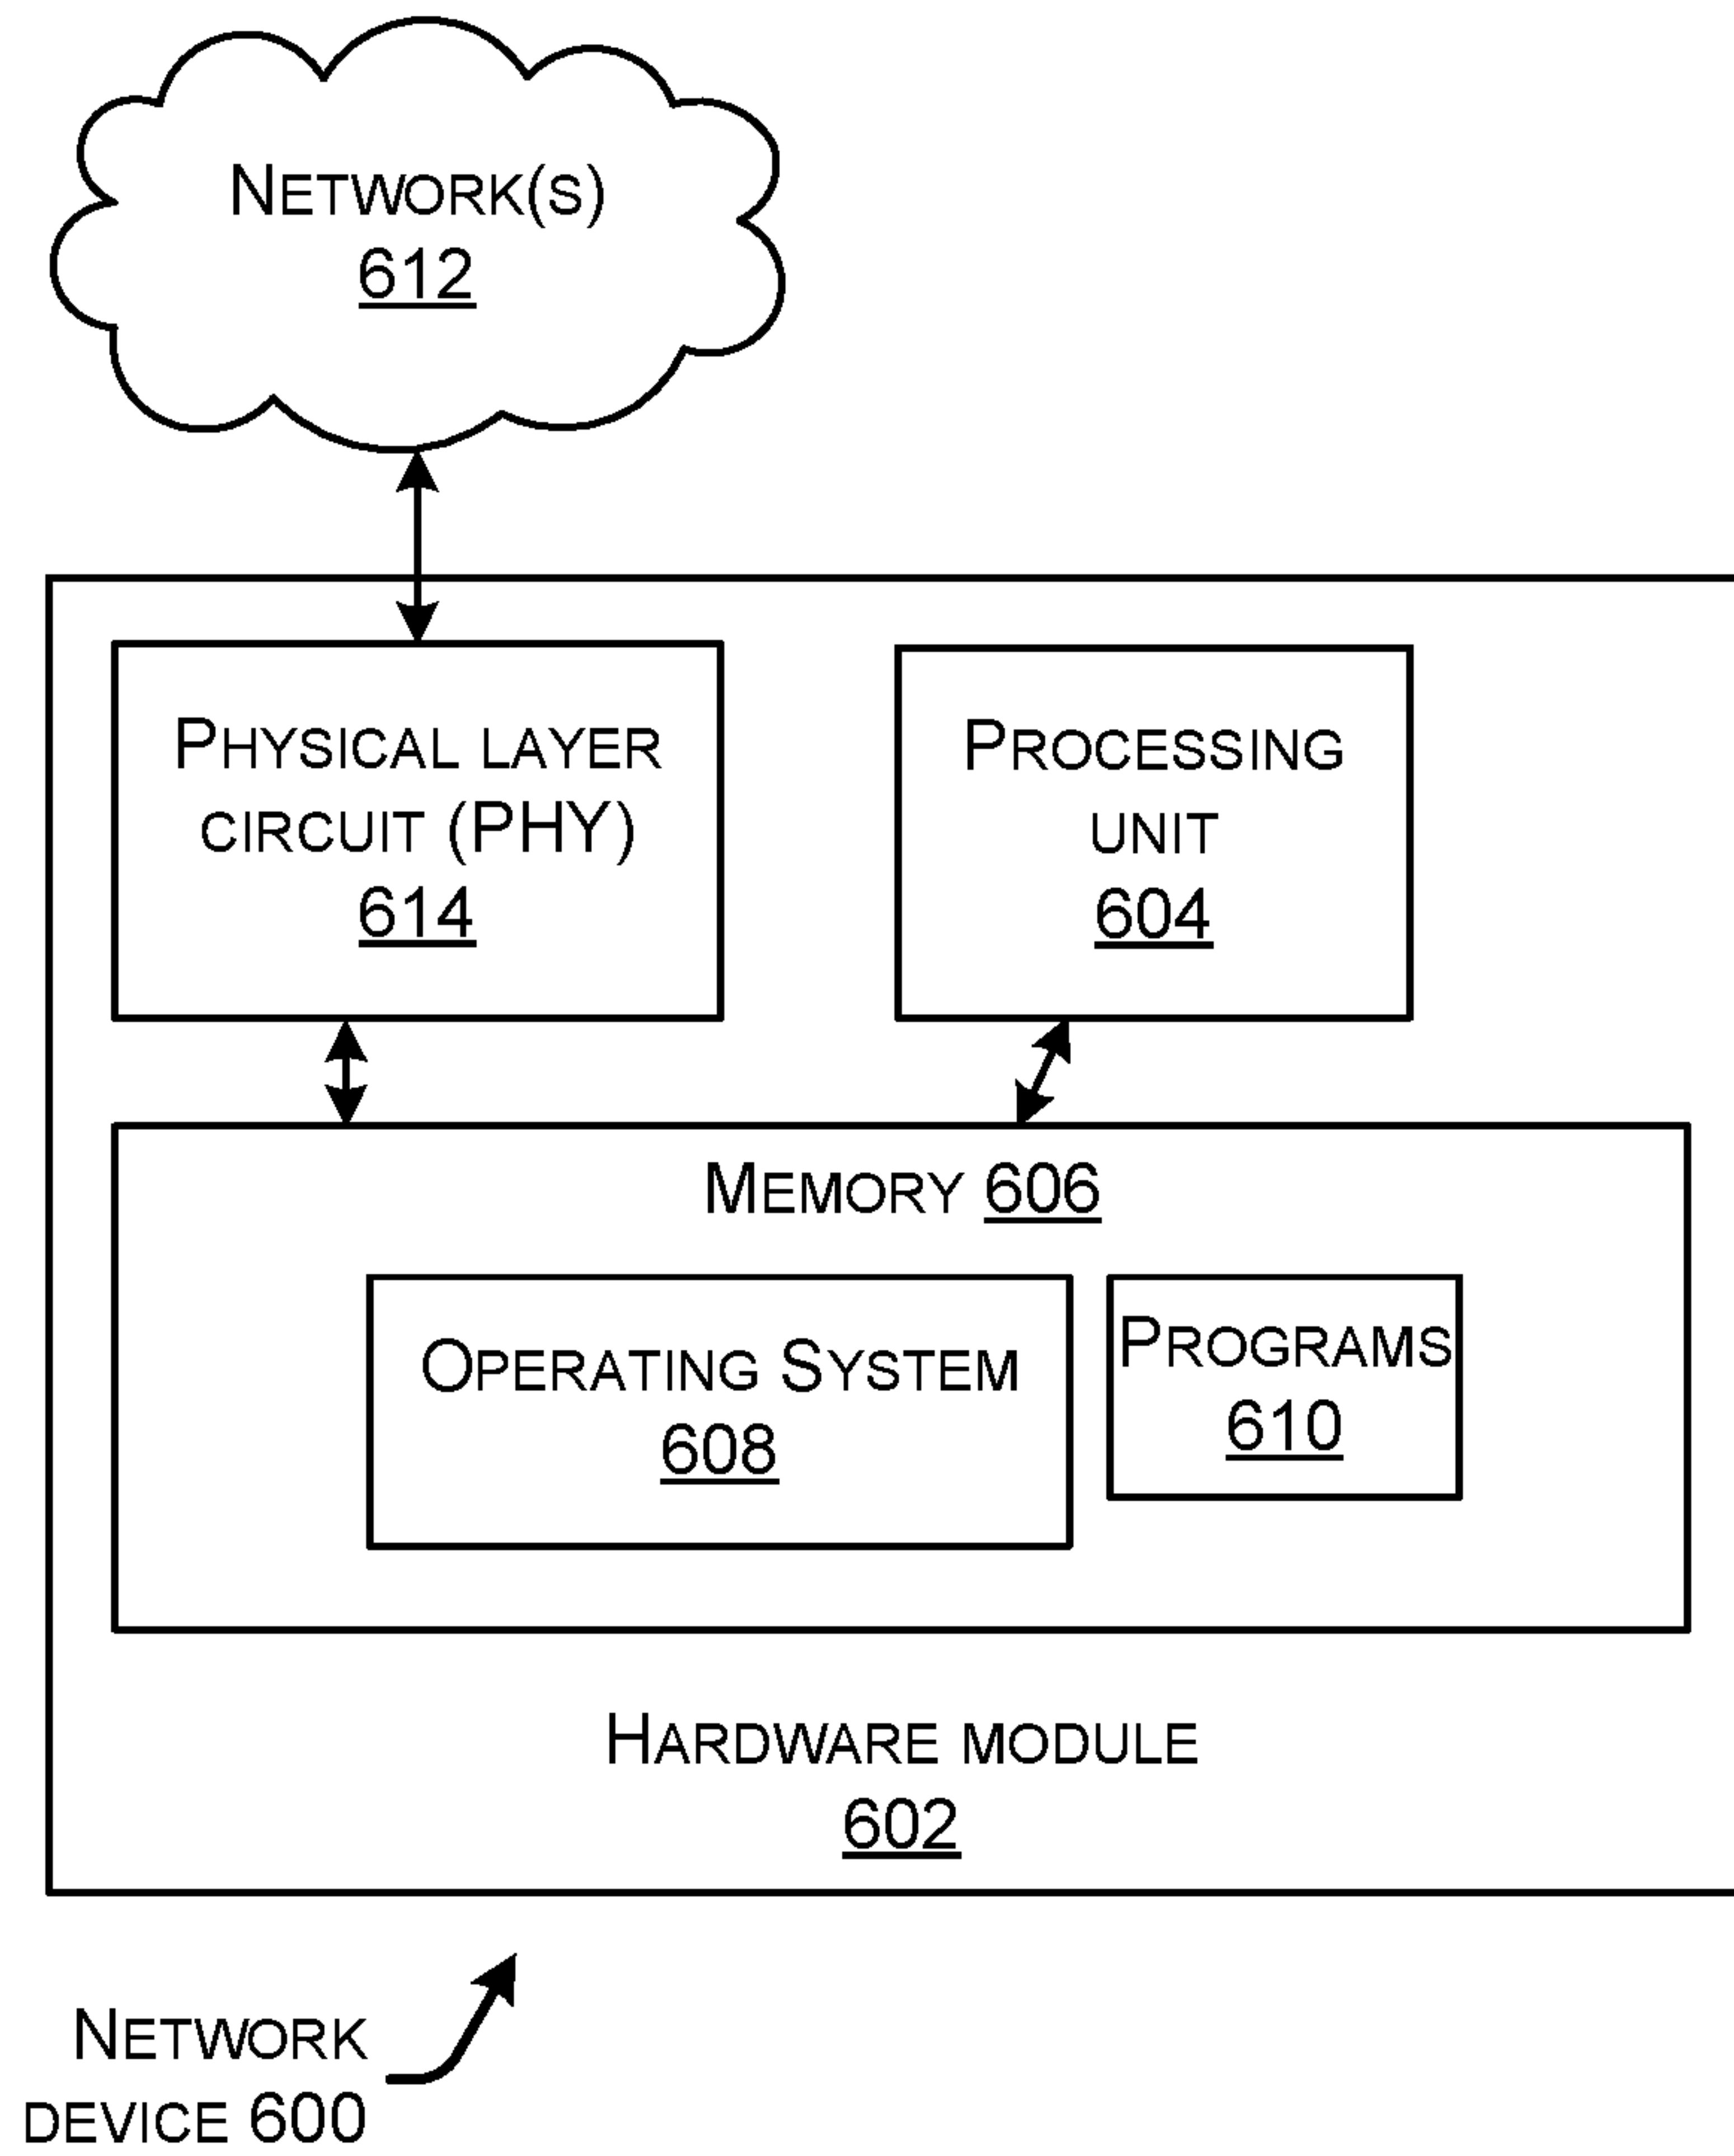 NETWORK(S)
612
PHYSICAL LAYER
CIRCUIT (PHY)
614
PROCESSING
UNIT
604
MEMORY 606
OPERATING SYSTEM
608
PROGRAMS
610
HARDWARE MODULE
602
NETWORK
DEVICE 600